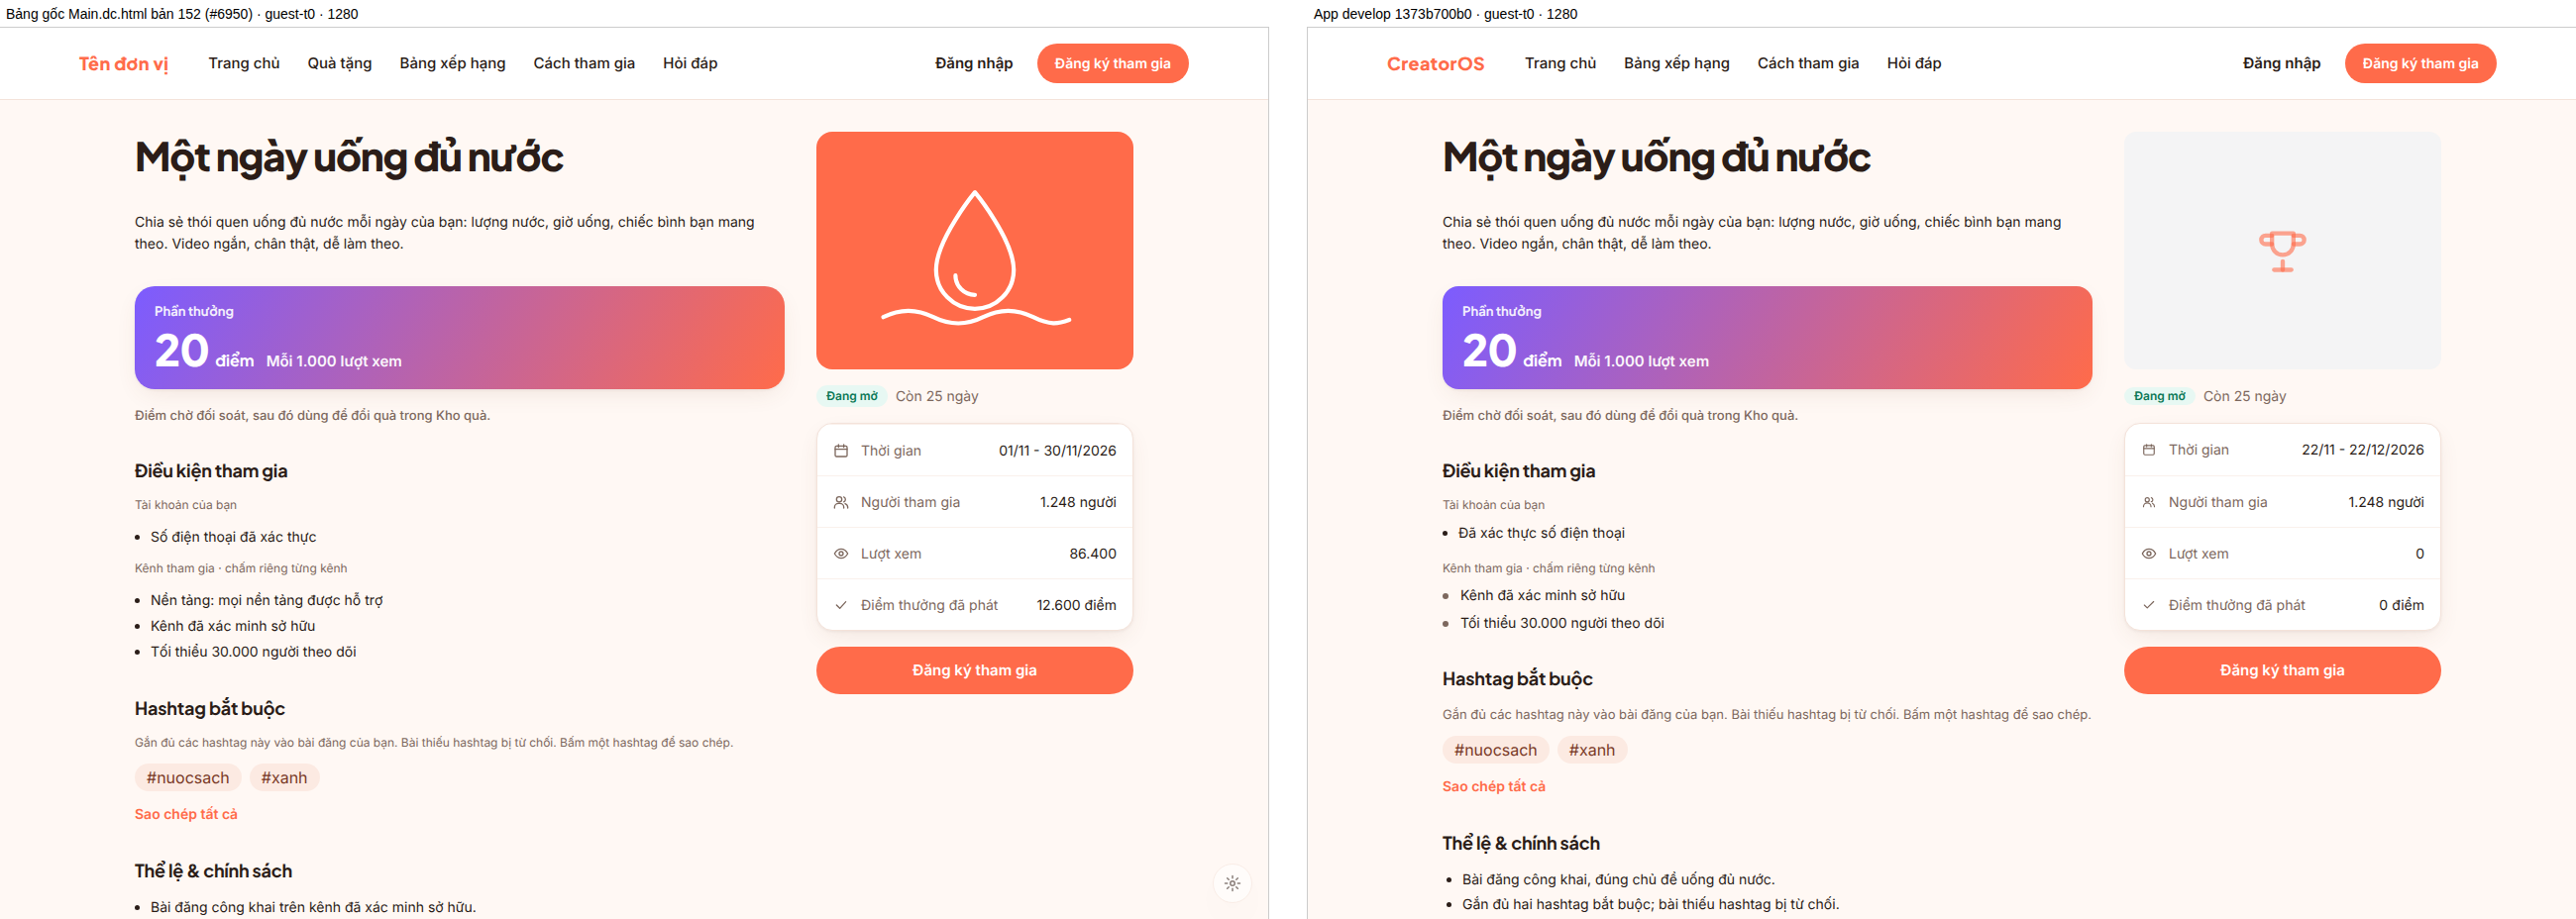 Bảng gốc Main.dc.html bản 152 (#6950) · guest-t0 · 1280
Tên đơn vị
Trang chủ
Quà tặng
Bảng xếp hạng
Cách tham gia
Hỏi đáp
Đăng nhập
Đăng ký tham gia
Một ngày uống đủ nước
Chia sẻ thói quen uống đủ nước mỗi ngày của bạn: lượng nước, giờ uống, chiếc bình bạn mang
theo. Video ngắn, chân thật, dễ làm theo.
Phần thưởng
20 điểm Mỗi 1.000 lượt xem
Điểm chờ đối soát, sau đó dùng để đổi quà trong Kho quà.
Điều kiện tham gia
Tài khoản của bạn
• Số điện thoại đã xác thực
Kênh tham gia · chấm riêng từng kênh
• Nền tảng: mọi nền tảng được hỗ trợ
• Kênh đã xác minh sở hữu
• Tối thiểu 30.000 người theo dõi
Hashtag bắt buộc
Gắn đủ các hashtag này vào bài đăng của bạn. Bài thiếu hashtag bị từ chối. Bấm một hashtag để sao chép.
#nuocsach #xanh
Sao chép tất cả
Thể lệ & chính sách
• Bài đăng công khai trên kênh đã xác minh sở hữu.
Đang mở Còn 25 ngày
Thời gian 01/11 - 30/11/2026
Người tham gia 1.248 người
Lượt xem 86.400
Điểm thưởng đã phát 12.600 điểm
Đăng ký tham gia
App develop 1373b700b0 · guest-t0 · 1280
CreatorOS
Trang chủ
Bảng xếp hạng
Cách tham gia
Hỏi đáp
Đăng nhập
Đăng ký tham gia
Một ngày uống đủ nước
Chia sẻ thói quen uống đủ nước mỗi ngày của bạn: lượng nước, giờ uống, chiếc bình bạn mang
theo. Video ngắn, chân thật, dễ làm theo.
Phần thưởng
20 điểm Mỗi 1.000 lượt xem
Điểm chờ đối soát, sau đó dùng để đổi quà trong Kho quà.
Điều kiện tham gia
Tài khoản của bạn
• Đã xác thực số điện thoại
Kênh tham gia · chấm riêng từng kênh
• Kênh đã xác minh sở hữu
• Tối thiểu 30.000 người theo dõi
Hashtag bắt buộc
Gắn đủ các hashtag này vào bài đăng của bạn. Bài thiếu hashtag bị từ chối. Bấm một hashtag để sao chép.
#nuocsach #xanh
Sao chép tất cả
Thể lệ & chính sách
• Bài đăng công khai, đúng chủ đề uống đủ nước.
• Gắn đủ hai hashtag bắt buộc; bài thiếu hashtag bị từ chối.
Đang mở Còn 25 ngày
Thời gian 22/11 - 22/12/2026
Người tham gia 1.248 người
Lượt xem 0
Điểm thưởng đã phát 0 điểm
Đăng ký tham gia